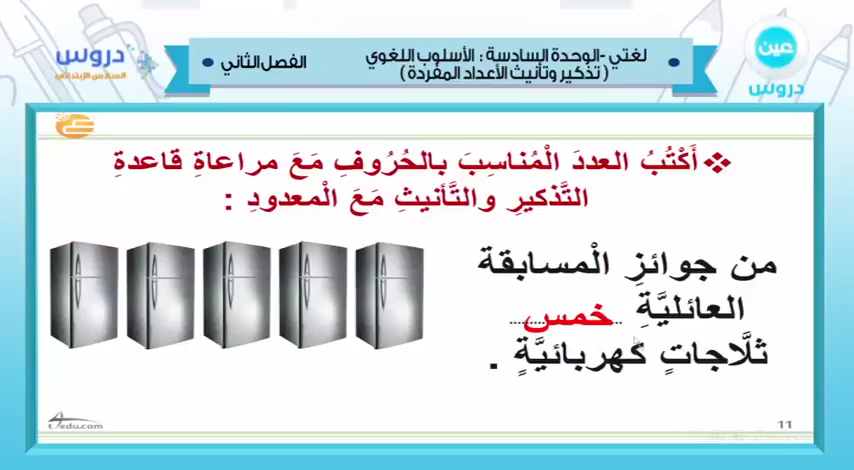 عين
دروس
لغتي -الوحدة السادسة : الأسلوب اللغوي
( تذكير وتأنيث الأعداد المفردة )
الفصل الثاني
دروس
السادس الابتدائي
❖ أَكْتُبُ العددَ الْمُناسِبَ بالحُرُوفِ مَعَ مراعاةِ قاعدةِ
التَّذكيرِ والتَّأنيثِ مَعَ الْمعدودِ :
من جوائزِ الْمسابقة
العائليَّةِ ....خمس....
ثلَّاجاتٍ كهربائيَّةٍ .
t4edu.com
11